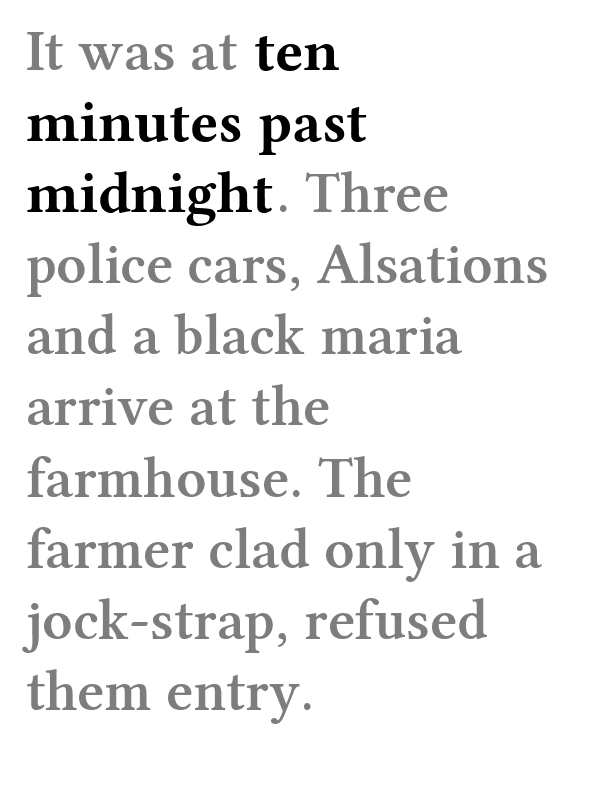 It was at ten
minutes past
midnight. Three
police cars, Alsations
and a black maria
arrive at the
farmhouse. The
farmer clad only in a
jock-strap, refused
them entry.